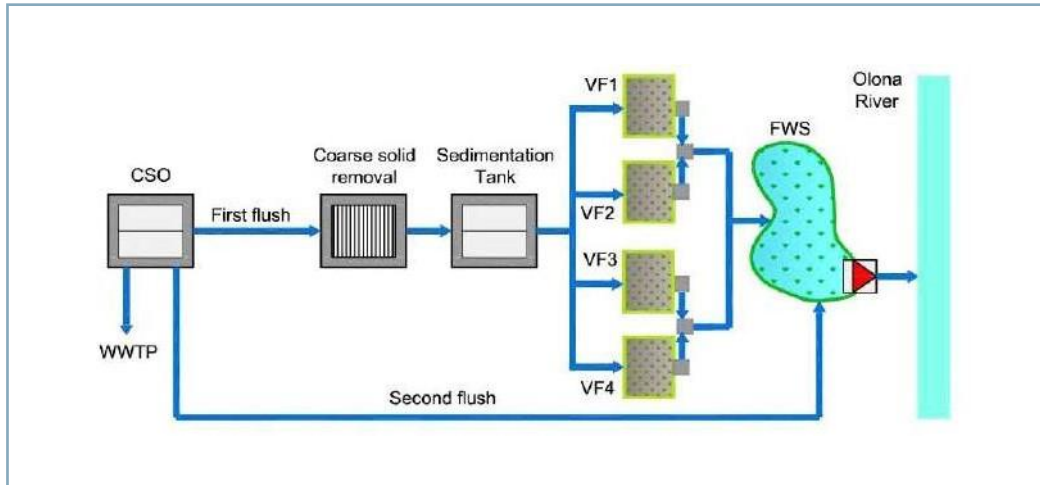 Olona
River
VF1
FWS
Coarse solid
removal
Sedimentation
Tank
CSO
First flush
VF2
VF3
WWTP
VF4
Second flush